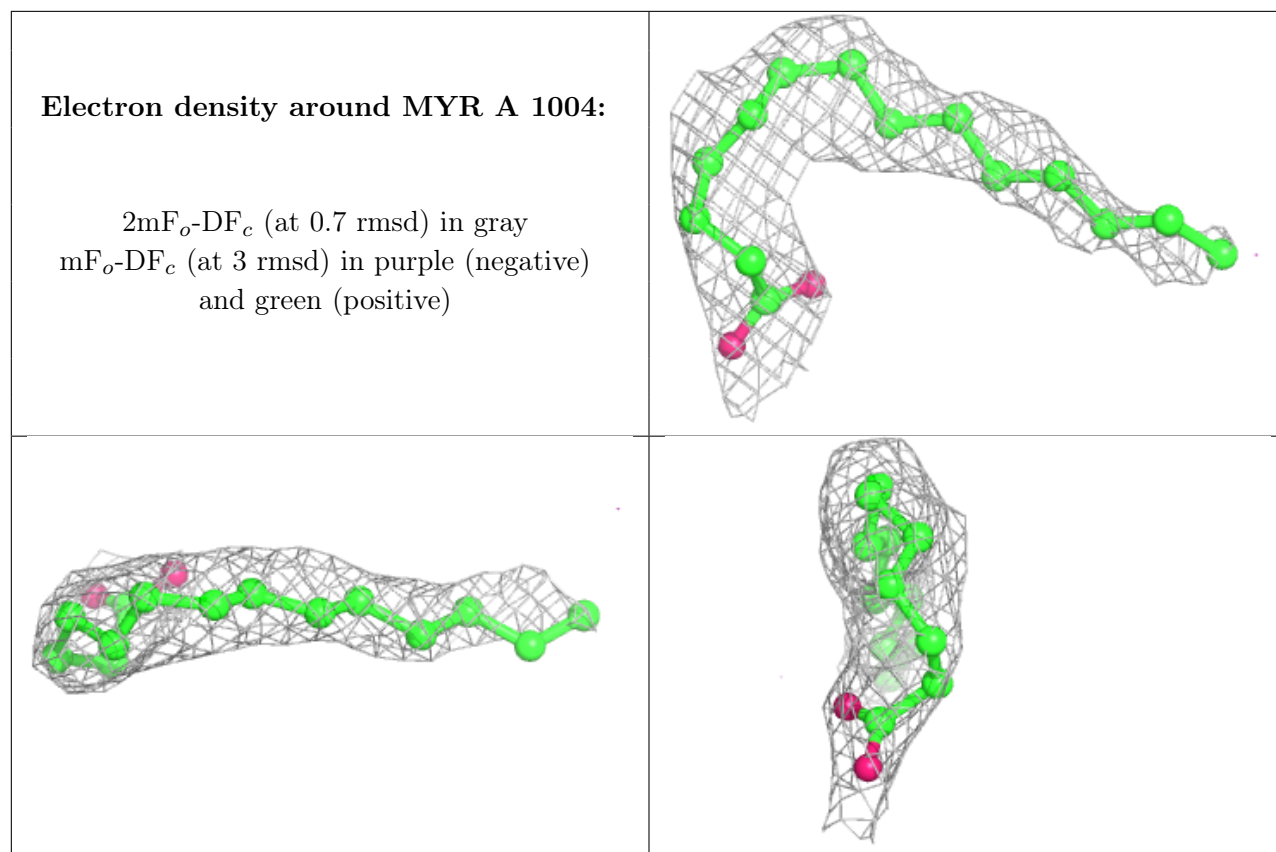 Electron density around MYR A 1004:
2mFo-DFc (at 0.7 rmsd) in gray
mFo-DFc (at 3 rmsd) in purple (negative)
and green (positive)